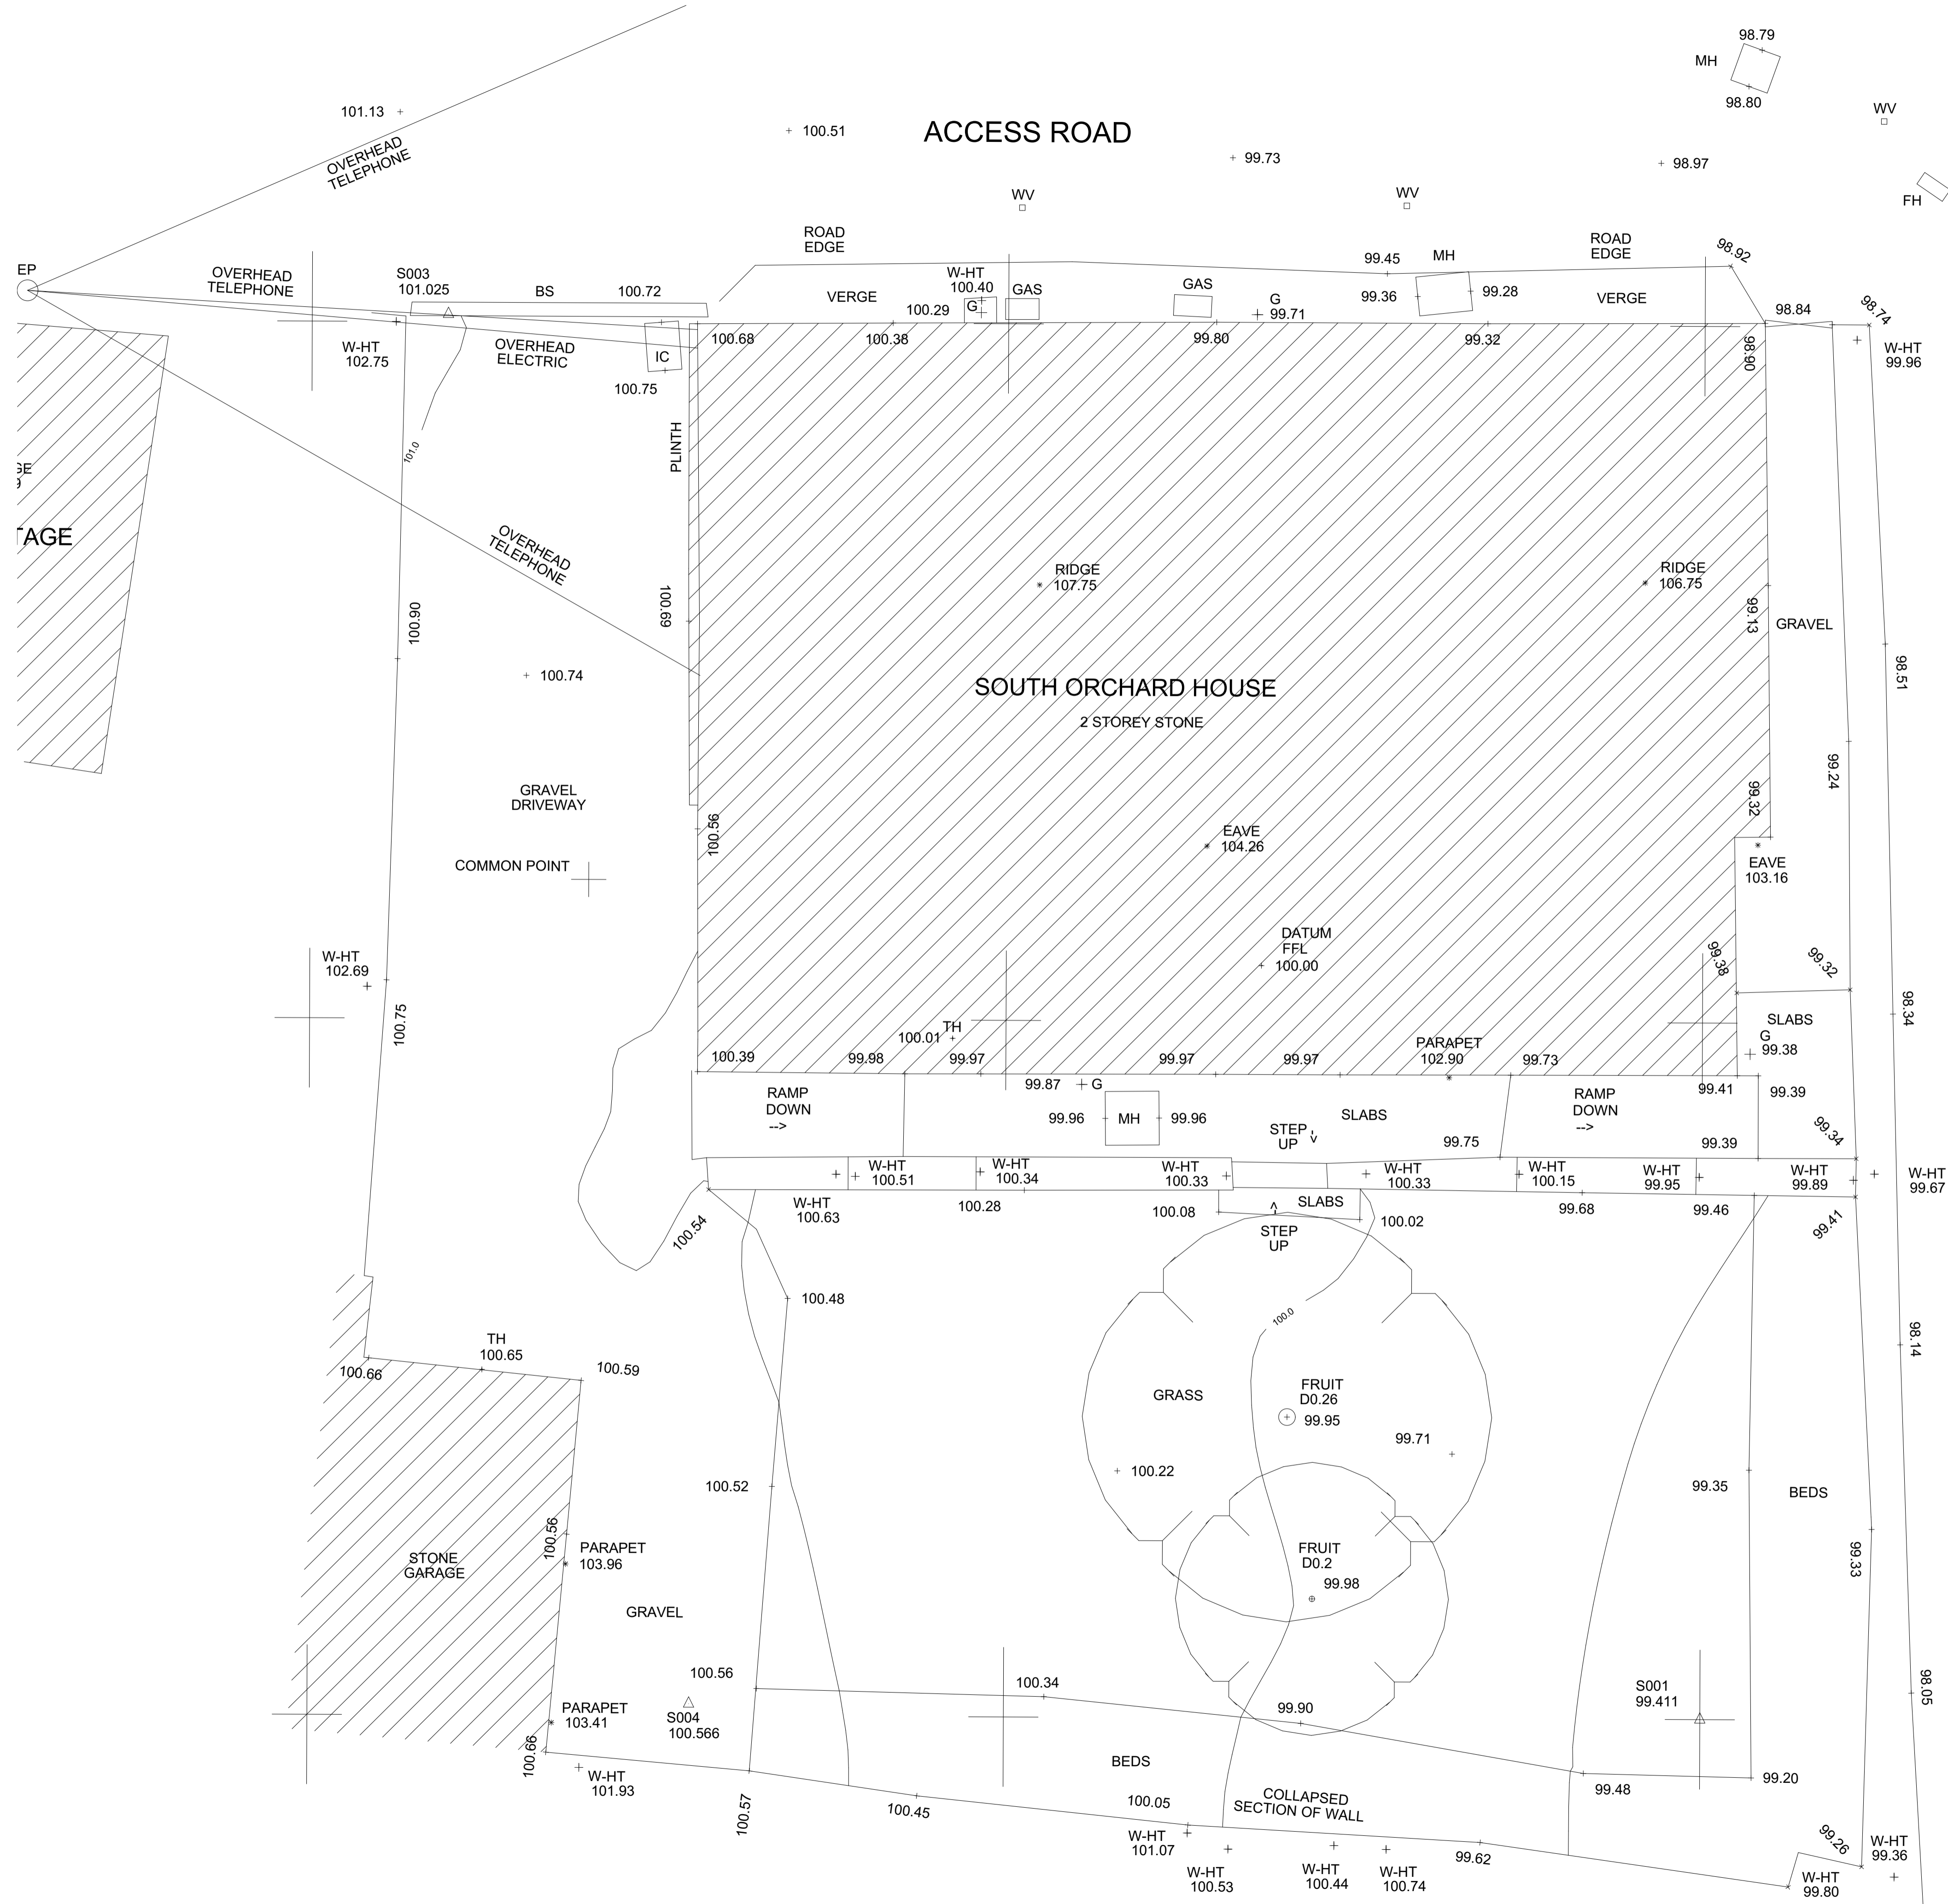 98.79
MH
98.80
WV
101.13
100.51
ACCESS ROAD
99.73
98.97
OVERHEAD
TELEPHONE
WV
WV
FH
ROAD
EDGE
ROAD
EDGE
98.92
EP
OVERHEAD
TELEPHONE
S003
101.025
BS
100.72
VERGE
W-HT
100.40
GAS
GAS
99.45
MH
99.36
99.28
VERGE
98.84
98.74
100.29
G
G
99.71
W-HT
102.75
OVERHEAD
ELECTRIC
IC
100.68
100.38
99.80
99.32
98.90
W-HT
99.96
100.75
PLINTH
101.0
TAGE
OVERHEAD
TELEPHONE
RIDGE
107.75
RIDGE
106.75
100.90
100.69
99.13
GRAVEL
100.74
SOUTH ORCHARD HOUSE
2 STOREY STONE
98.51
99.24
GRAVEL
DRIVEWAY
100.56
99.32
EAVE
104.26
COMMON POINT
EAVE
103.16
DATUM
FFL
100.00
W-HT
102.69
99.38
99.32
100.75
98.34
SLABS
G
99.38
TH
100.01
100.39
99.98
99.97
99.97
99.97
PARAPET
102.90
99.73
99.41
99.39
99.87
G
RAMP
DOWN
-->
99.96
MH
99.96
STEP
UP
->
SLABS
RAMP
DOWN
-->
99.75
99.39
99.34
W-HT
100.51
W-HT
100.34
W-HT
100.33
W-HT
100.33
W-HT
100.15
W-HT
99.95
W-HT
99.89
W-HT
99.67
W-HT
100.63
100.28
100.08
SLABS
->
STEP
UP
100.02
99.68
99.46
99.41
100.54
100.48
100.0
98.14
TH
100.65
100.66
100.59
GRASS
FRUIT
D0.26
99.95
99.71
100.22
100.52
99.35
BEDS
100.56
PARAPET
103.96
STONE
GARAGE
FRUIT
D0.2
99.98
99.33
GRAVEL
100.56
100.34
99.90
S001
99.411
98.05
PARAPET
103.41
S004
100.566
100.66
BEDS
W-HT
101.93
99.48
99.20
100.57
100.45
100.05
COLLAPSED
SECTION OF WALL
W-HT
101.07
W-HT
100.53
W-HT
100.44
W-HT
100.74
99.62
99.26
W-HT
99.36
W-HT
99.80